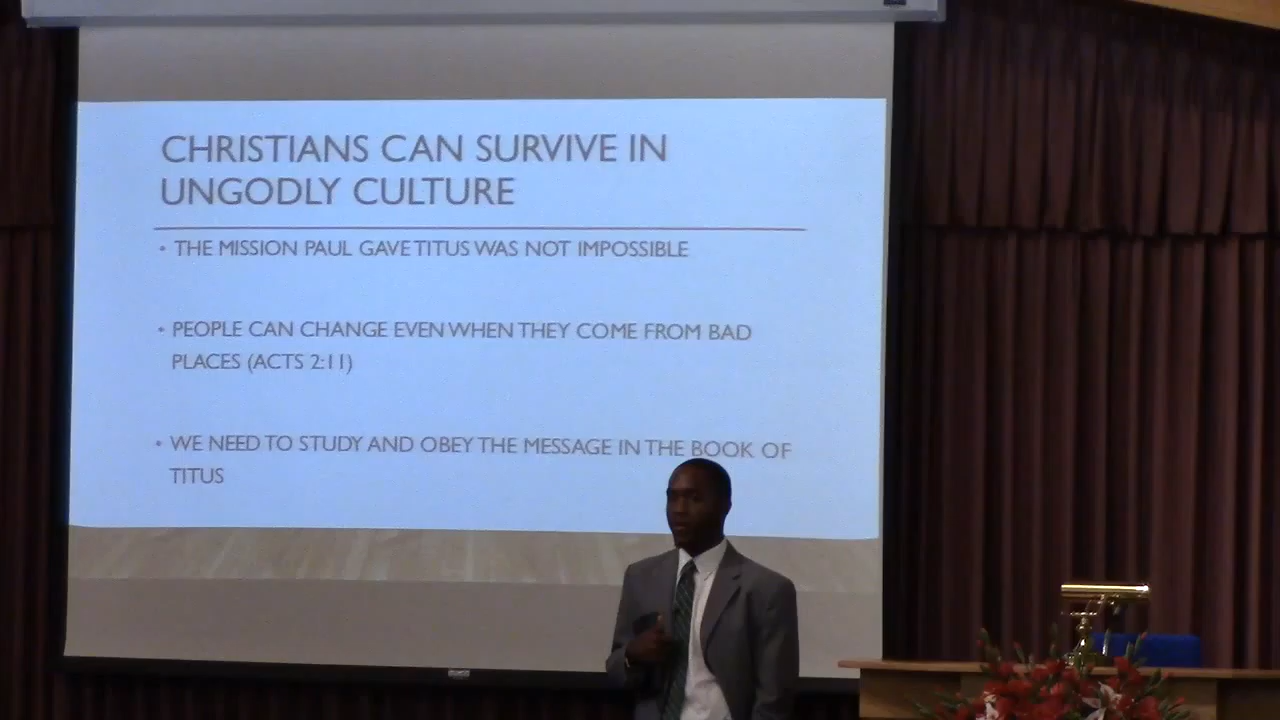 CHRISTIANS CAN SURVIVE IN
UNGODLY CULTURE
• THE MISSION PAUL GAVE TITUS WAS NOT IMPOSSIBLE
• PEOPLE CAN CHANGE EVEN WHEN THEY COME FROM BAD
PLACES (ACTS 2:11)
• WE NEED TO STUDY AND OBEY THE MESSAGE IN THE BOOK OF
TITUS